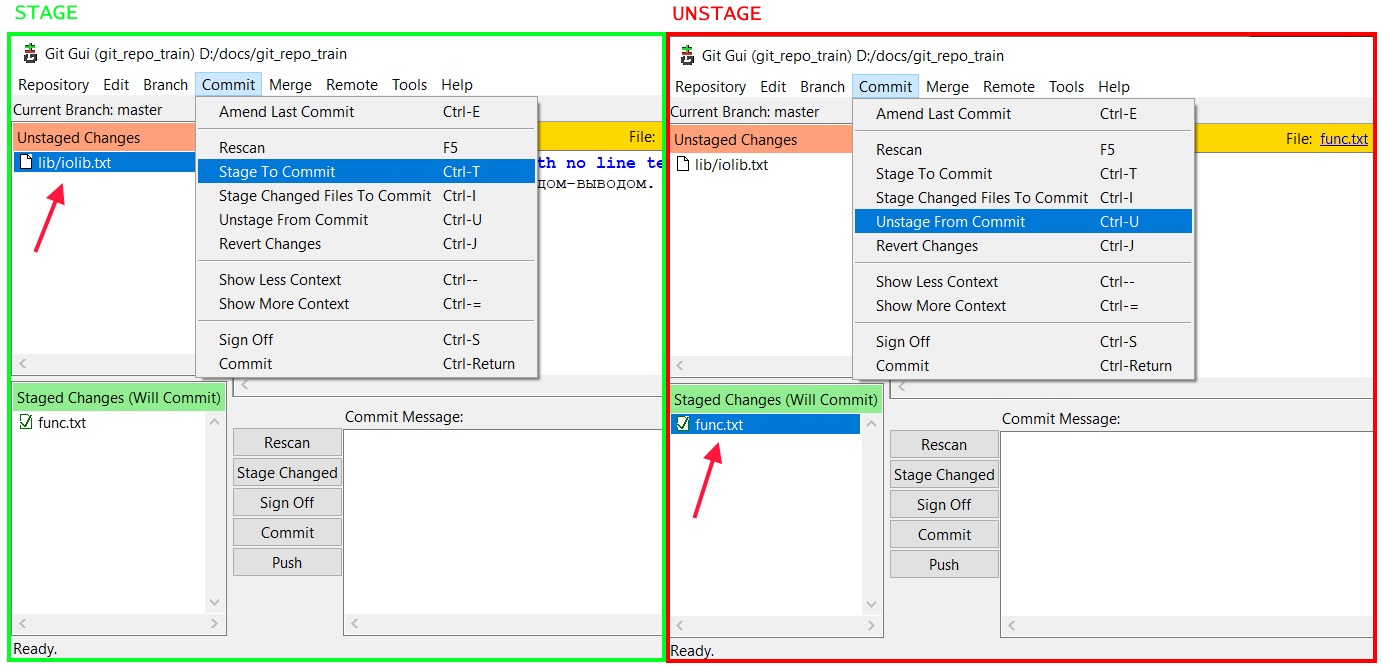 STAGE
Git Gui (git_repo_train) D:/docs/git_repo_train
Repository Edit Branch Commit Merge Remote Tools Help
Current Branch: master
Unstaged Changes
File:
lib/iolib.txt
th no line te
дом-выводом.
Amend Last Commit Ctrl-E
Rescan F5
Stage To Commit Ctrl-T
Stage Changed Files To Commit Ctrl-I
Unstage From Commit Ctrl-U
Revert Changes Ctrl-J
Show Less Context Ctrl--
Show More Context Ctrl-=
Sign Off Ctrl-S
Commit Ctrl-Return
Staged Changes (Will Commit)
func.txt
Commit Message:
Rescan
Stage Changed
Sign Off
Commit
Push
Ready.
UNSTAGE
Git Gui (git_repo_train) D:/docs/git_repo_train
Repository Edit Branch Commit Merge Remote Tools Help
Current Branch: master
Unstaged Changes
File: func.txt
lib/iolib.txt
Amend Last Commit Ctrl-E
Rescan F5
Stage To Commit Ctrl-T
Stage Changed Files To Commit Ctrl-I
Unstage From Commit Ctrl-U
Revert Changes Ctrl-J
Show Less Context Ctrl--
Show More Context Ctrl-=
Sign Off Ctrl-S
Commit Ctrl-Return
Staged Changes (Will Commit)
func.txt
Commit Message:
Rescan
Stage Changed
Sign Off
Commit
Push
Ready.